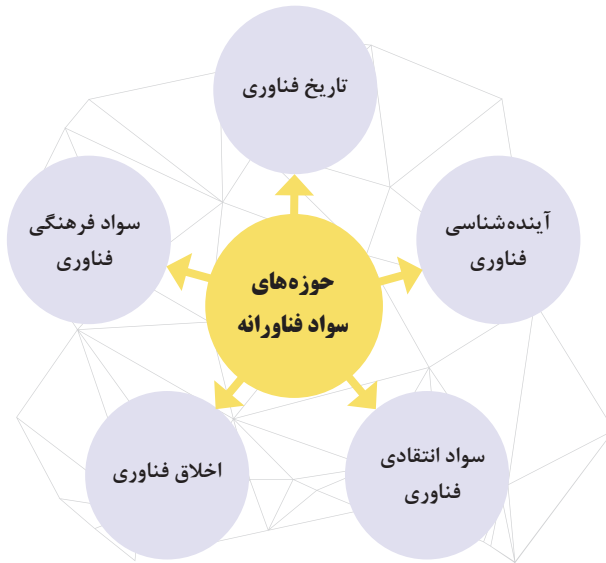 تاریخ فناوری
آینده‌شناسی
فناوری
سواد فرهنگی
فناوری
حوزه‌های
سواد فناورانه
سواد انتقادی
فناوری
اخلاق فناوری